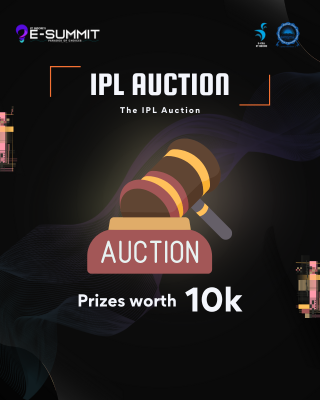 E-SUMMIT
IPL AUCTION
The IPL Auction
AUCTION
Prizes worth 10k